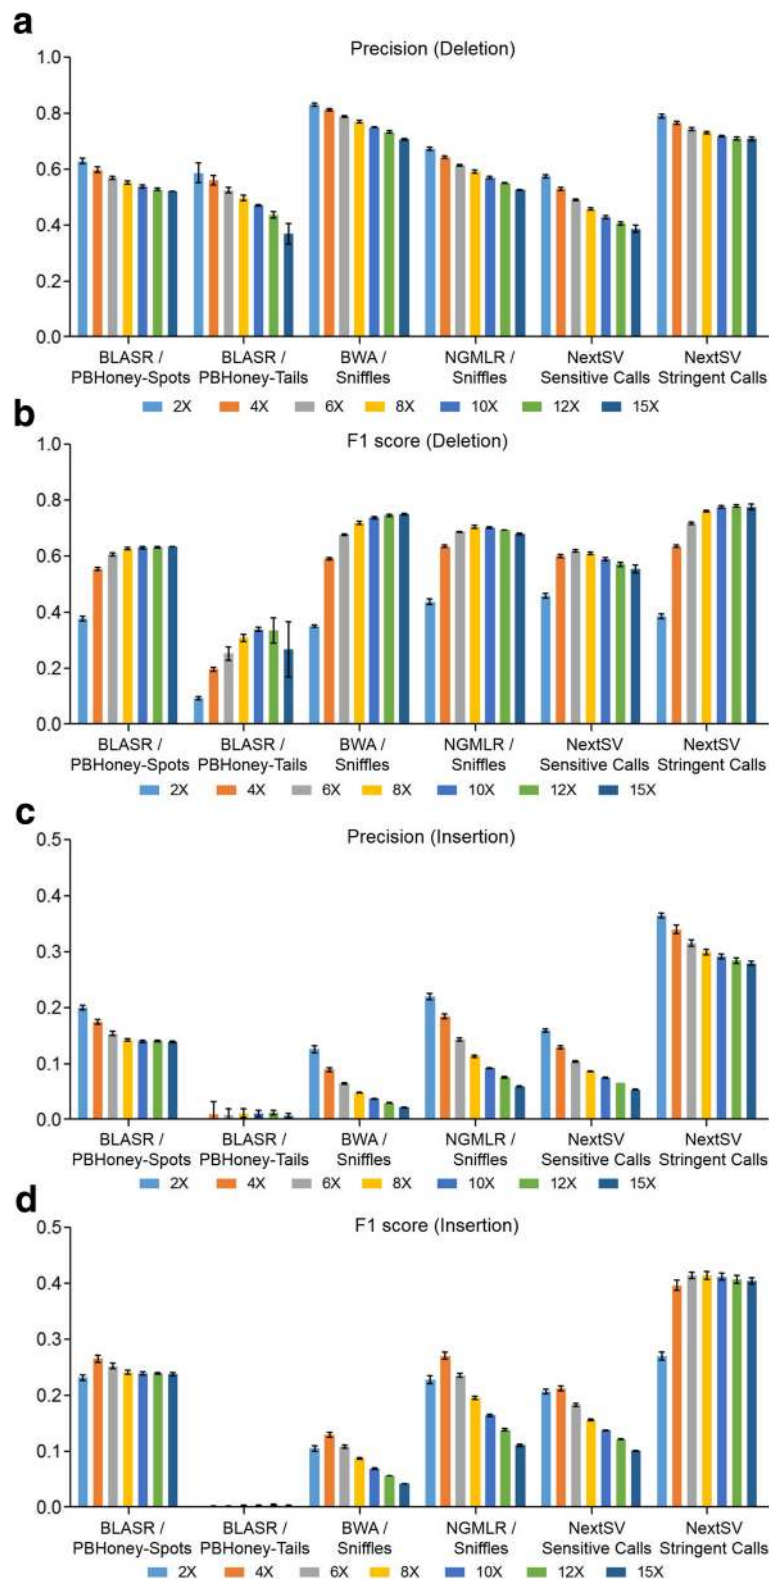 a
Precision (Deletion)
1.0
0.8
0.6
0.4
0.2
0.0
BLASR / PBHoney-Spots
BLASR / PBHoney-Tails
BWA / Sniffles
NGMLR / Sniffles
NextSV Sensitive Calls
NextSV Stringent Calls
2X 4X 6X 8X 10X 12X 15X
b
F1 score (Deletion)
1.0
0.8
0.6
0.4
0.2
0.0
BLASR / PBHoney-Spots
BLASR / PBHoney-Tails
BWA / Sniffles
NGMLR / Sniffles
NextSV Sensitive Calls
NextSV Stringent Calls
2X 4X 6X 8X 10X 12X 15X
c
Precision (Insertion)
0.5
0.4
0.3
0.2
0.1
0.0
BLASR / PBHoney-Spots
BLASR / PBHoney-Tails
BWA / Sniffles
NGMLR / Sniffles
NextSV Sensitive Calls
NextSV Stringent Calls
2X 4X 6X 8X 10X 12X 15X
d
F1 score (Insertion)
0.5
0.4
0.3
0.2
0.1
0.0
BLASR / PBHoney-Spots
BLASR / PBHoney-Tails
BWA / Sniffles
NGMLR / Sniffles
NextSV Sensitive Calls
NextSV Stringent Calls
2X 4X 6X 8X 10X 12X 15X